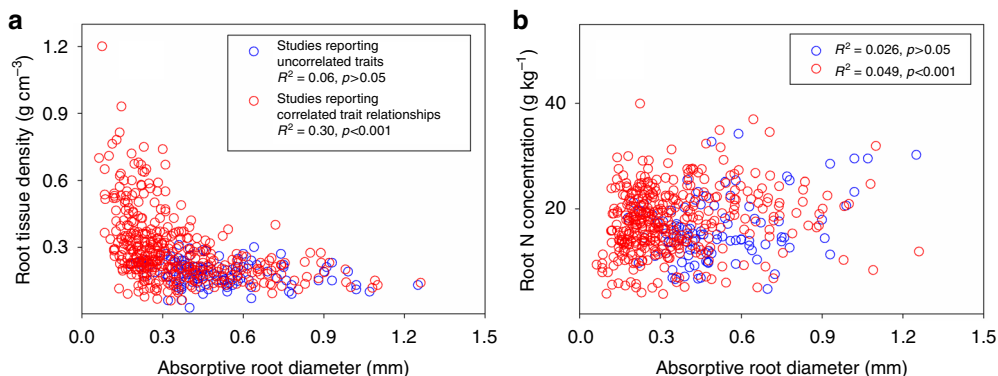 a
Root tissue density (g cm−3)
1.2
0.9
0.6
0.3
0.0
0.3
0.6
0.9
1.2
1.5
Absorptive root diameter (mm)
Studies reporting
uncorrelated traits
R2 = 0.06, p>0.05
Studies reporting
correlated trait relationships
R2 = 0.30, p<0.001
b
Root N concentration (g kg−1)
40
20
0.0
0.3
0.6
0.9
1.2
1.5
Absorptive root diameter (mm)
R2 = 0.026, p>0.05
R2 = 0.049, p<0.001